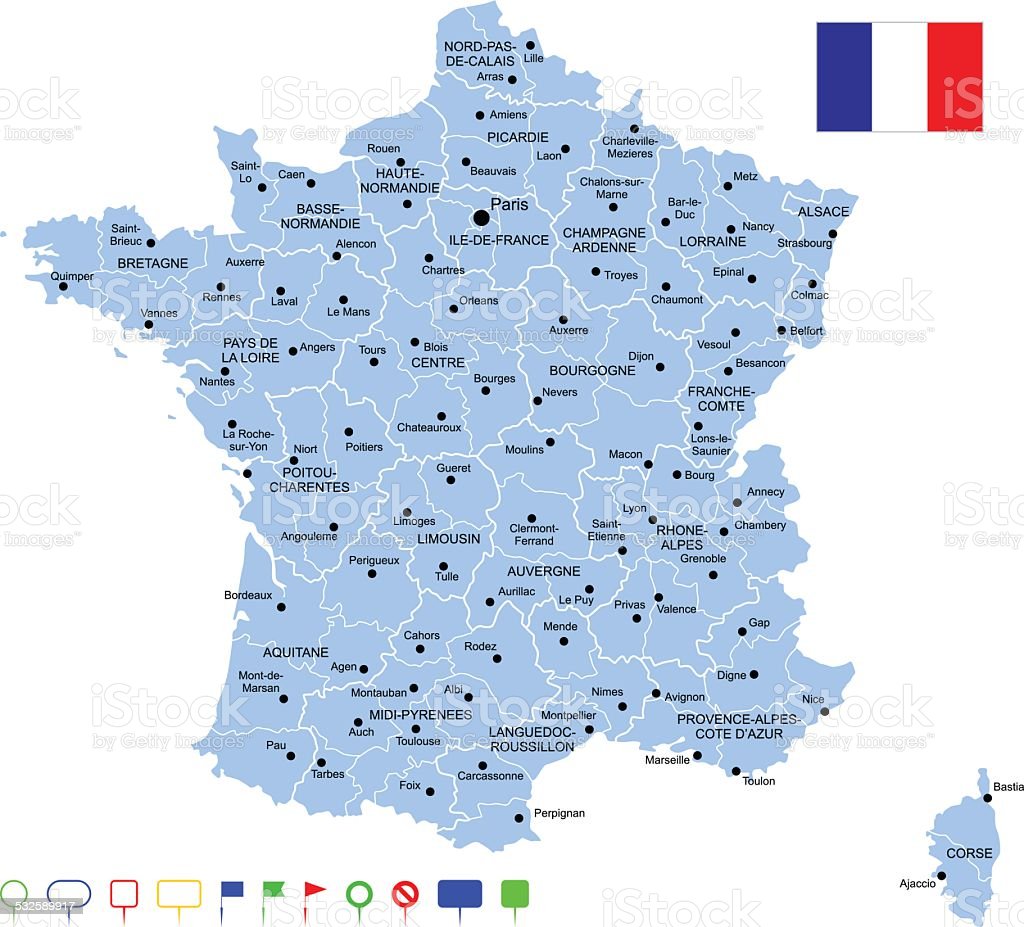 NORD-PAS-
DE-CALAIS
Lille
Arras
Amiens
PICARDIE
Rouen
Laon
Charleville-
Mezieres
Beauvais
Saint-
Lo
Caen
HAUTE-
NORMANDIE
Metz
Chalons-sur-
Marne
Bar-le-
Duc
Paris
BASSE-
NORMANDIE
ALSACE
Saint-
Brieuc
Alencon
ILE-DE-FRANCE
CHAMPAGNE
ARDENNE
Nancy
LORRAINE
Strasbourg
BRETAGNE
Auxerre
Chartres
Troyes
Epinal
Quimper
Rennes
Laval
Le Mans
Orleans
Chaumont
Colmac
Vannes
Auxerre
Belfort
PAYS DE
LA LOIRE
Angers
Tours
Blois
CENTRE
Vesoul
Dijon
BOURGOGNE
Besancon
Nantes
Bourges
Nevers
FRANCHE-
COMTE
La Roche-
sur-Yon
Niort
Poitiers
Chateauroux
Moulins
Lons-le-
Saunier
Macon
POITOU-
CHARENTES
Gueret
Bourg
Annecy
Angouleme
Limoges
LIMOUSIN
Clermont-
Ferrand
Saint-
Etienne
Lyon
RHONE-
ALPES
Chambery
Perigueux
Tulle
AUVERGNE
Grenoble
Bordeaux
Aurillac
Le Puy
Privas
Valence
Gap
Cahors
Mende
AQUITANE
Agen
Rodez
Digne
Mont-de-
Marsan
Montauban
Albi
Nimes
Avignon
Nice
MIDI-PYRENEES
Auch
Toulouse
Montpellier
LANGUEDOC-
ROUSSILLON
PROVENCE-ALPES-
COTE D'AZUR
Pau
Tarbes
Carcassonne
Marseille
Toulon
Foix
Perpignan
Bastia
CORSE
Ajaccio
iStock
by Getty Images™
532589917